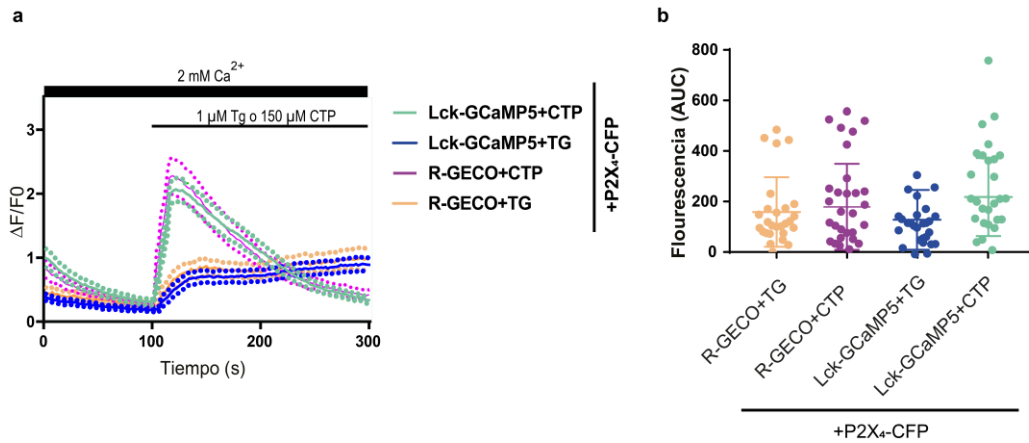 a
2 mM Ca²⁺
1 µM Tg o 150 µM CTP
3
2
1
0
ΔF/F0
0
100
200
300
Tiempo (s)
Lck-GCaMP5+CTP
Lck-GCaMP5+TG
R-GECO+CTP
R-GECO+TG
+P2X₄-CFP
b
800
600
400
200
0
Flourescencia (AUC)
R-GECO+TG
R-GECO+CTP
Lck-GCaMP5+TG
Lck-GCaMP5+CTP
+P2X₄-CFP